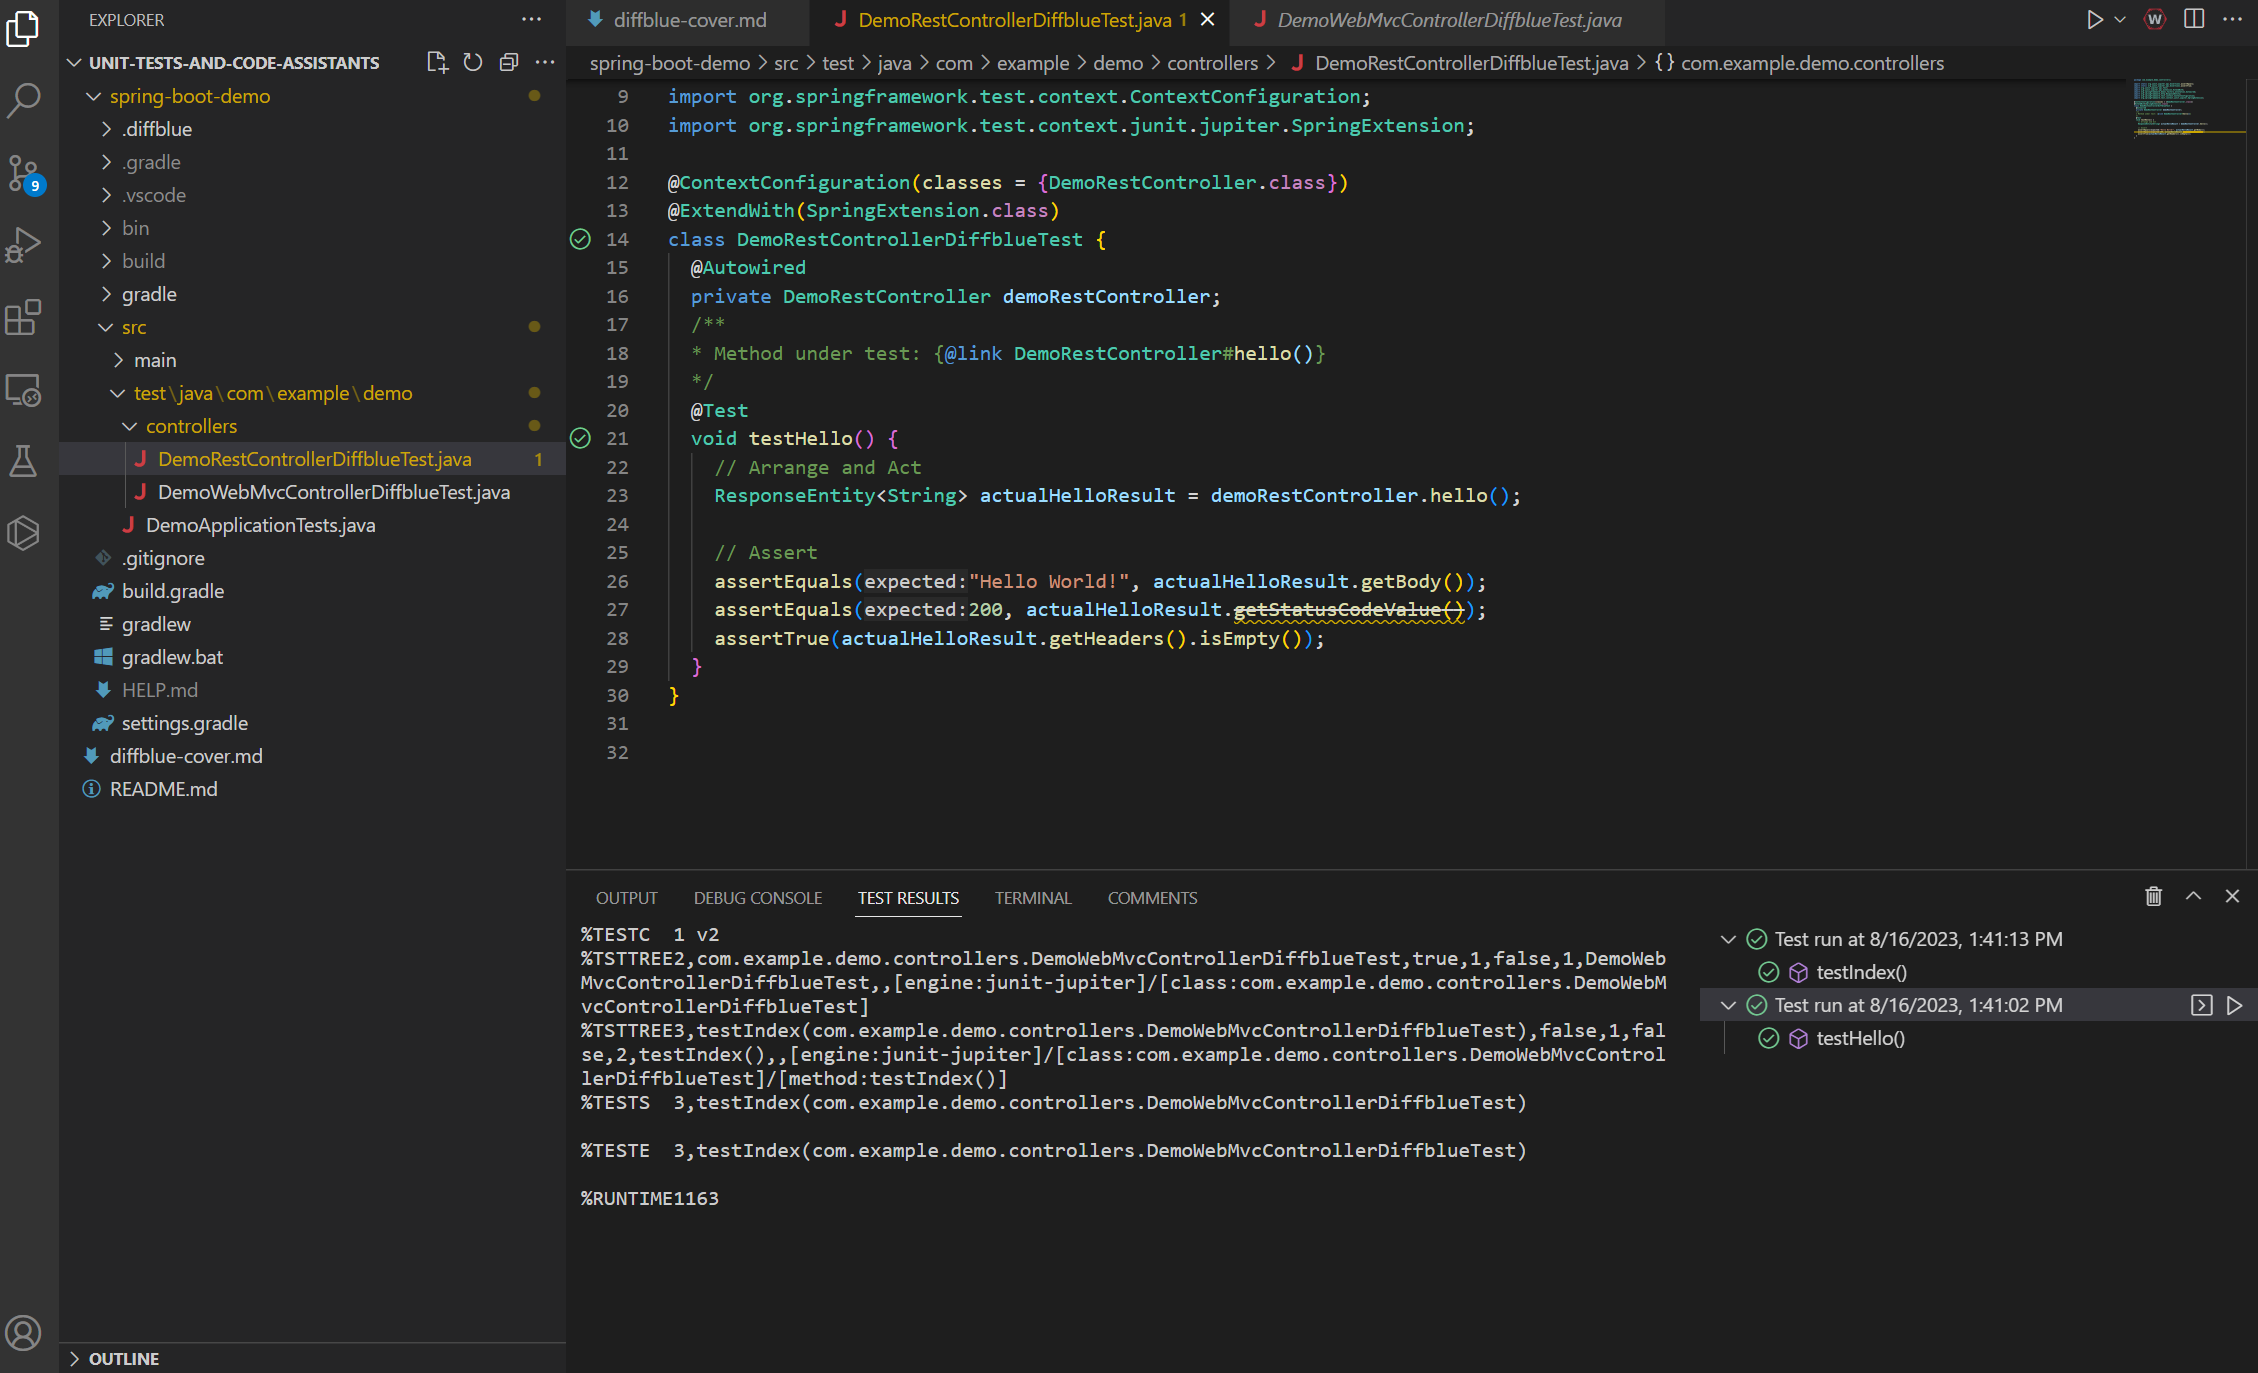 EXPLORER
UNIT-TESTS-AND-CODE-ASSISTANTS
spring-boot-demo
.diffblue
.gradle
.vscode
bin
build
gradle
src
main
test\java\com\example\demo
controllers
DemoRestControllerDiffblueTest.java 1
DemoWebMvcControllerDiffblueTest.java
DemoApplicationTests.java
.gitignore
build.gradle
gradlew
gradlew.bat
HELP.md
settings.gradle
diffblue-cover.md
README.md
OUTLINE
9
diffblue-cover.md
DemoRestControllerDiffblueTest.java 1
DemoWebMvcControllerDiffblueTest.java
W
spring-boot-demo > src > test > java > com > example > demo > controllers > DemoRestControllerDiffblueTest.java > {} com.example.demo.controllers
9 import org.springframework.test.context.ContextConfiguration;
10 import org.springframework.test.context.junit.jupiter.SpringExtension;
11
12 @ContextConfiguration(classes = {DemoRestController.class})
13 @ExtendWith(SpringExtension.class)
14 class DemoRestControllerDiffblueTest {
15 @Autowired
16 private DemoRestController demoRestController;
17 /**
18 * Method under test: {@link DemoRestController#hello()}
19 */
20 @Test
21 void testHello() {
22 // Arrange and Act
23 ResponseEntity<String> actualHelloResult = demoRestController.hello();
24
25 // Assert
26 assertEquals(expected:"Hello World!", actualHelloResult.getBody());
27 assertEquals(expected:200, actualHelloResult.getStatusCodeValue());
28 assertTrue(actualHelloResult.getHeaders().isEmpty());
29 }
30 }
31
32
OUTPUT DEBUG CONSOLE TEST RESULTS TERMINAL COMMENTS
%TESTC 1 v2
%TSTTREE2,com.example.demo.controllers.DemoWebMvcControllerDiffblueTest,true,1,false,1,DemoWeb
MvcControllerDiffblueTest,,[engine:junit-jupiter]/[class:com.example.demo.controllers.DemoWebM
vcControllerDiffblueTest]
%TSTTREE3,testIndex(com.example.demo.controllers.DemoWebMvcControllerDiffblueTest),false,1,fal
se,2,testIndex(),,[engine:junit-jupiter]/[class:com.example.demo.controllers.DemoWebMvcControl
lerDiffblueTest]/[method:testIndex()]
%TESTS 3,testIndex(com.example.demo.controllers.DemoWebMvcControllerDiffblueTest)
%TESTE 3,testIndex(com.example.demo.controllers.DemoWebMvcControllerDiffblueTest)
%RUNTIME1163
Test run at 8/16/2023, 1:41:13 PM
testIndex()
Test run at 8/16/2023, 1:41:02 PM
testHello()